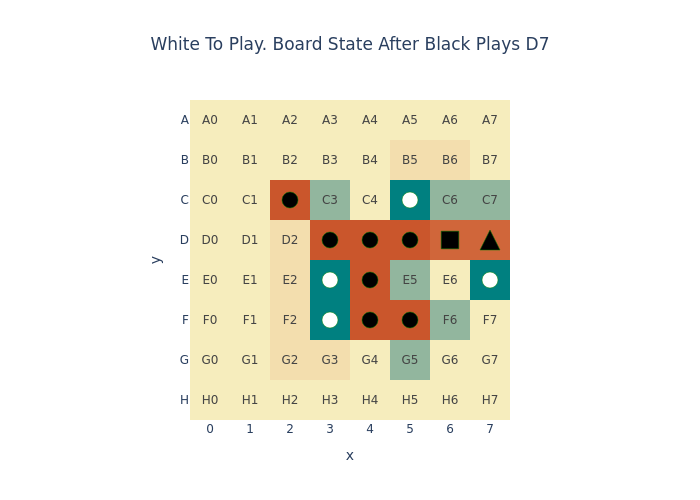 White To Play. Board State After Black Plays D7
A A0 A1 A2 A3 A4 A5 A6 A7
B B0 B1 B2 B3 B4 B5 B6 B7
C C0 C1 C3 C4 C6 C7
D D0 D1 D2
y
E E0 E1 E2 E5 E6
F F0 F1 F2 F6 F7
G G0 G1 G2 G3 G4 G5 G6 G7
H H0 H1 H2 H3 H4 H5 H6 H7
0 1 2 3 4 5 6 7
x